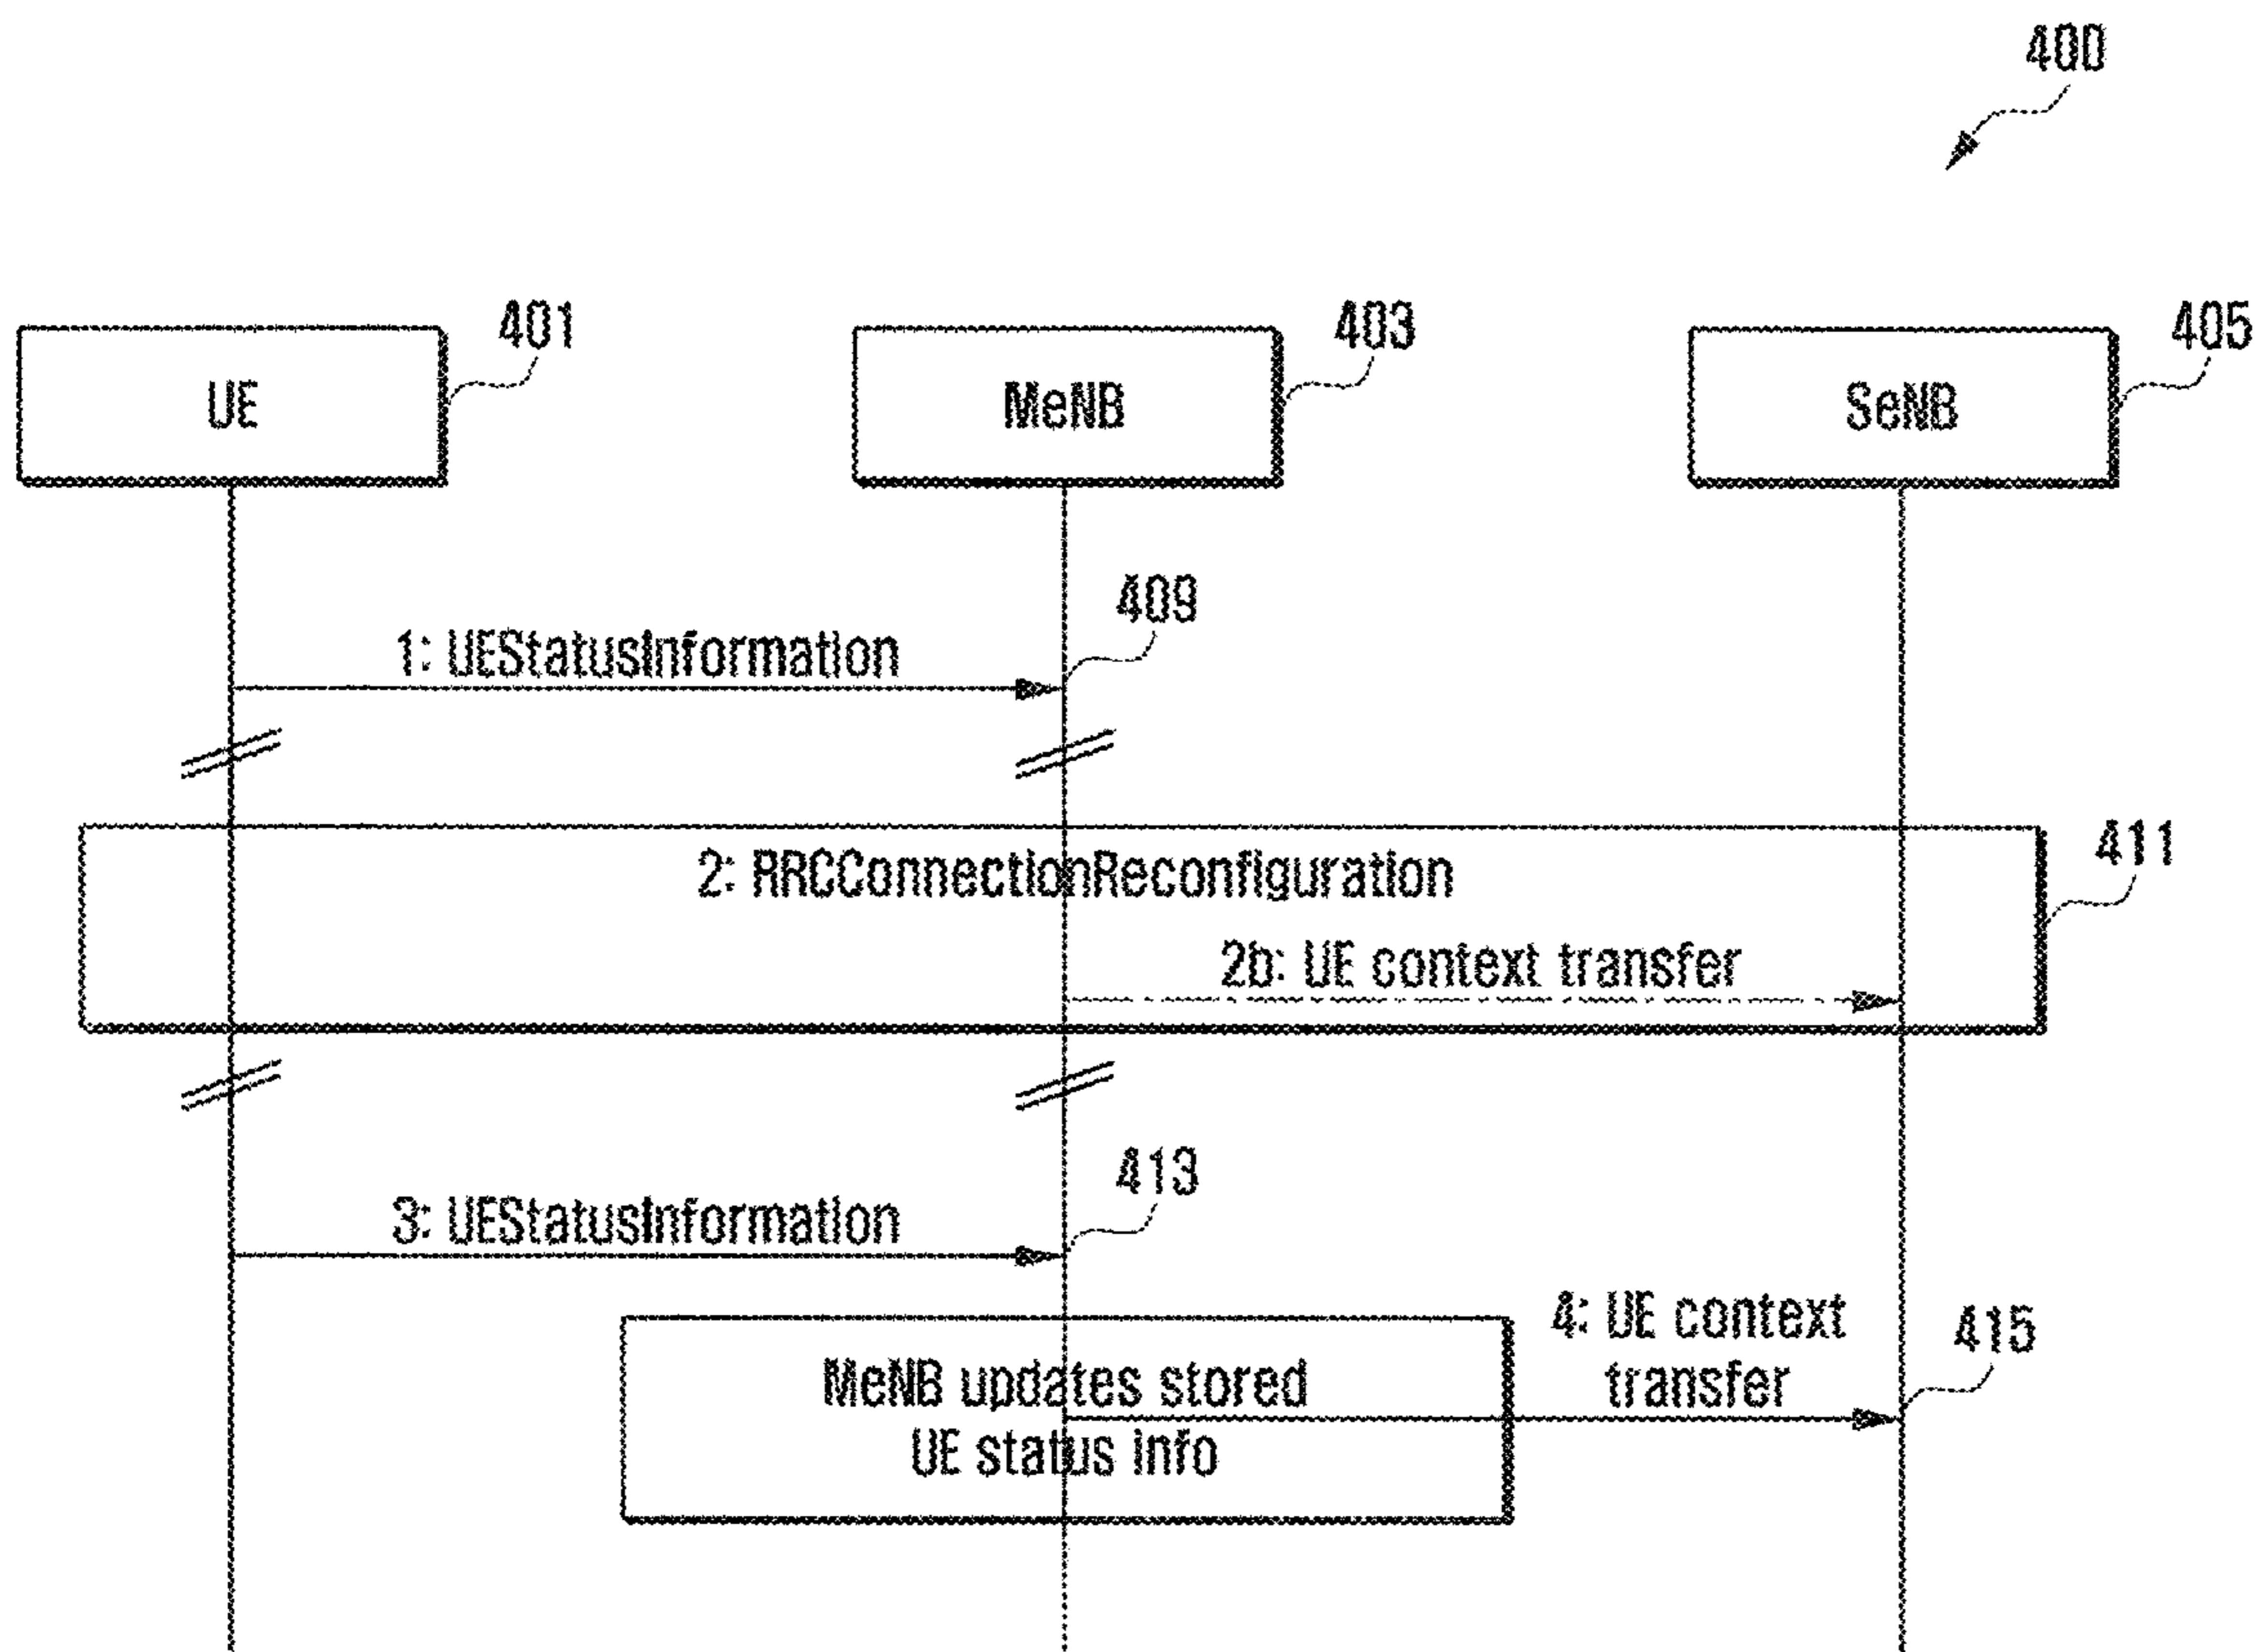 400
401
403
405
UE
MeNB
SeNB
409
1: UEStatusInformation
411
2: RRCConnectionReconfiguration
2b: UE context transfer
413
3: UEStatusInformation
4: UE context
transfer
415
MeNB updates stored
UE status info